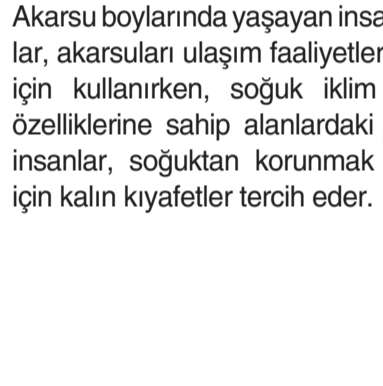 Akarsu boylarında yaşayan insa
lar, akarsuları ulaşım faaliyetler
için kullanırken, soğuk iklim
özelliklerine sahip alanlardaki
insanlar, soğuktan korunmak
için kalın kıyafetler tercih eder.